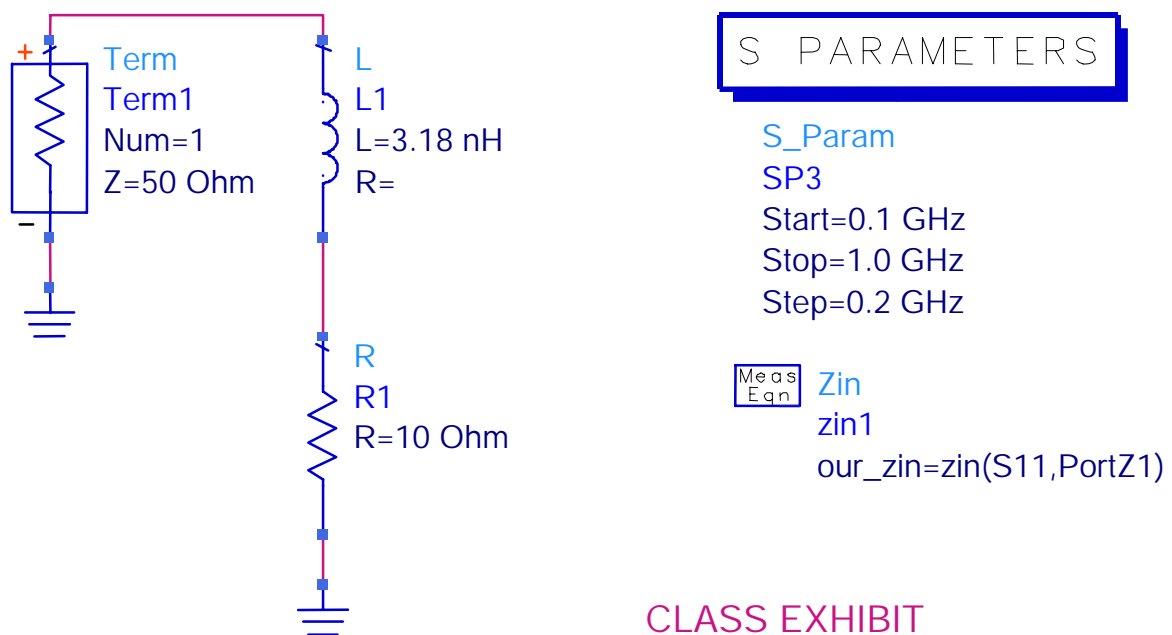 +
Term
Term1
Num=1
Z=50 Ohm
−
L
L1
L=3.18 nH
R=
R
R1
R=10 Ohm
S PARAMETERS
S_Param
SP3
Start=0.1 GHz
Stop=1.0 GHz
Step=0.2 GHz
Meas
Eqn
Zin
zin1
our_zin=zin(S11,PortZ1)
CLASS EXHIBIT